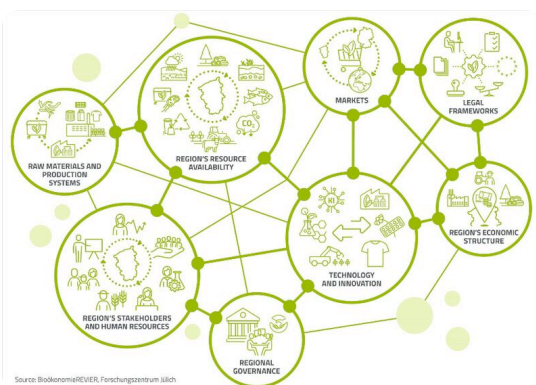 MARKETS
LEGAL
FRAMEWORKS
REGION'S RESOURCE
AVAILABILITY
RAW MATERIALS AND
PRODUCTION
SYSTEMS
REGION'S ECONOMIC
STRUCTURE
TECHNOLOGY
AND INNOVATION
REGION'S STAKEHOLDERS
AND HUMAN RESOURCES
REGIONAL
GOVERNANCE
CO₂
Source: BioökonomieREVIER, Forschungszentrum Jülich